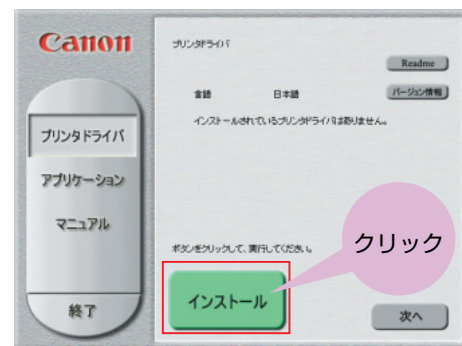 Canon
プリンタドライバ
Readme
言語 日本語
バージョン情報
インストールされているプリンタドライバはありません。
プリンタドライバ
アプリケーション
マニュアル
クリック
ボタンをクリックして、実行してください。
インストール
終了
次へ